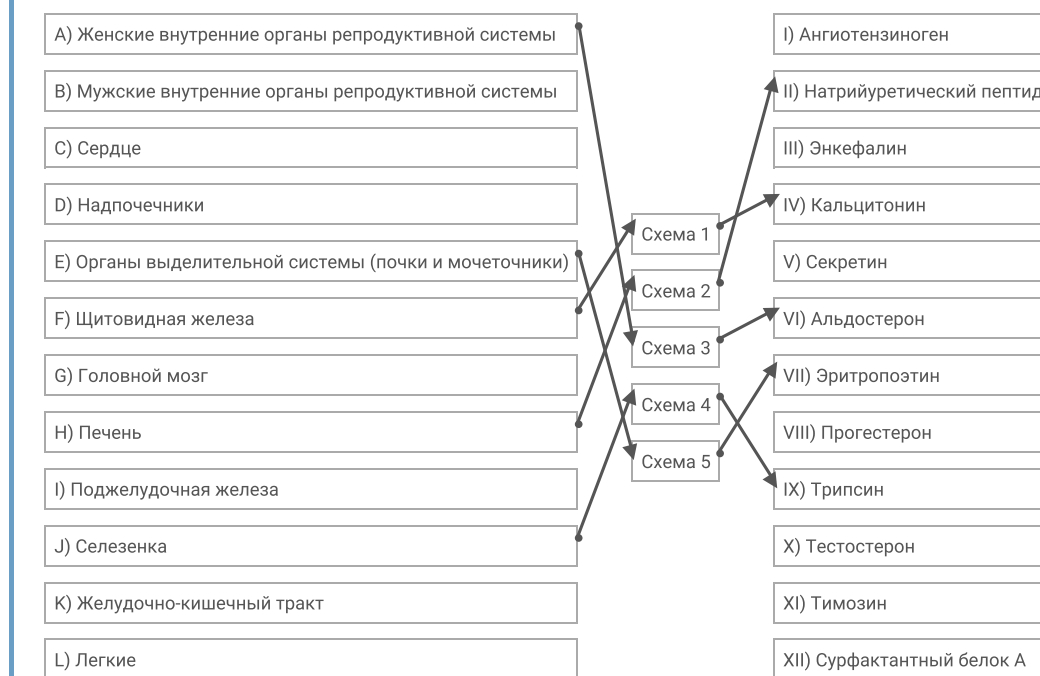 A) Женские внутренние органы репродуктивной системы
B) Мужские внутренние органы репродуктивной системы
C) Сердце
D) Надпочечники
E) Органы выделительной системы (почки и мочеточники)
F) Щитовидная железа
G) Головной мозг
H) Печень
I) Поджелудочная железа
J) Селезенка
K) Желудочно-кишечный тракт
L) Легкие
Схема 1
Схема 2
Схема 3
Схема 4
Схема 5
I) Ангиотензиноген
II) Натрийуретический пептид
III) Энкефалин
IV) Кальцитонин
V) Секретин
VI) Альдостерон
VII) Эритропоэтин
VIII) Прогестерон
IX) Трипсин
X) Тестостерон
XI) Тимозин
XII) Сурфактантный белок А